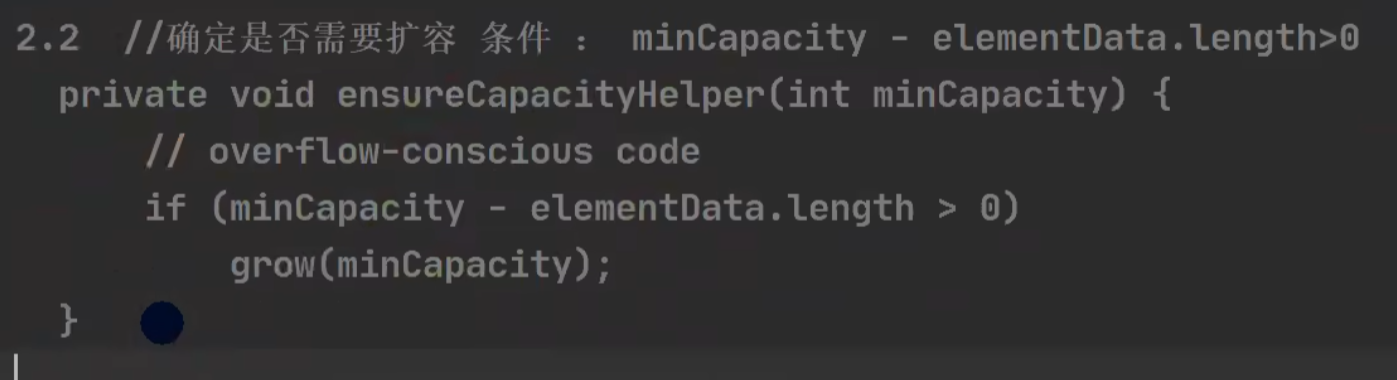 2.2  //确定是否需要扩容 条件 ： minCapacity - elementData.length>0
private void ensureCapacityHelper(int minCapacity) {
// overflow-conscious code
if (minCapacity - elementData.length > 0)
grow(minCapacity);
}